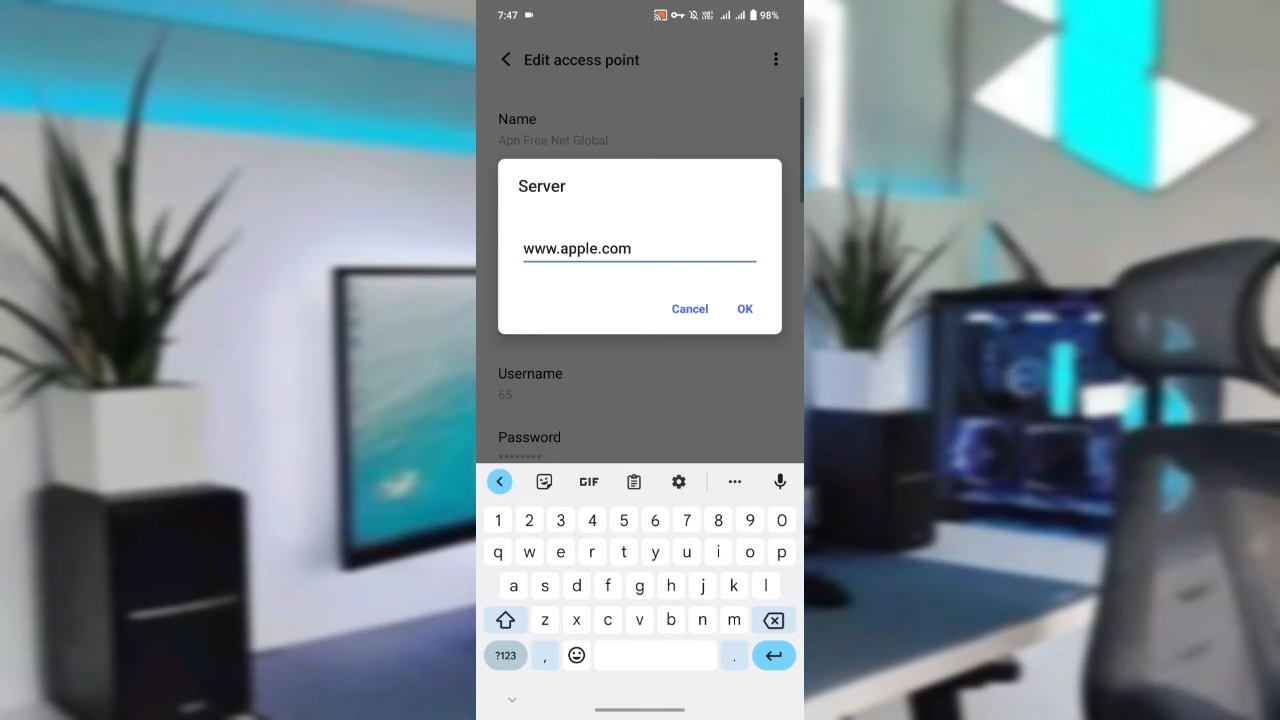 7:47 98%
Edit access point
Name
Apn Free Net Global
Server
www.apple.com
Cancel OK
Username
65
Password
********
GIF
1 2 3 4 5 6 7 8 9 0
q w e r t y u i o p
a s d f g h j k l
z x c v b n m
?123 , .